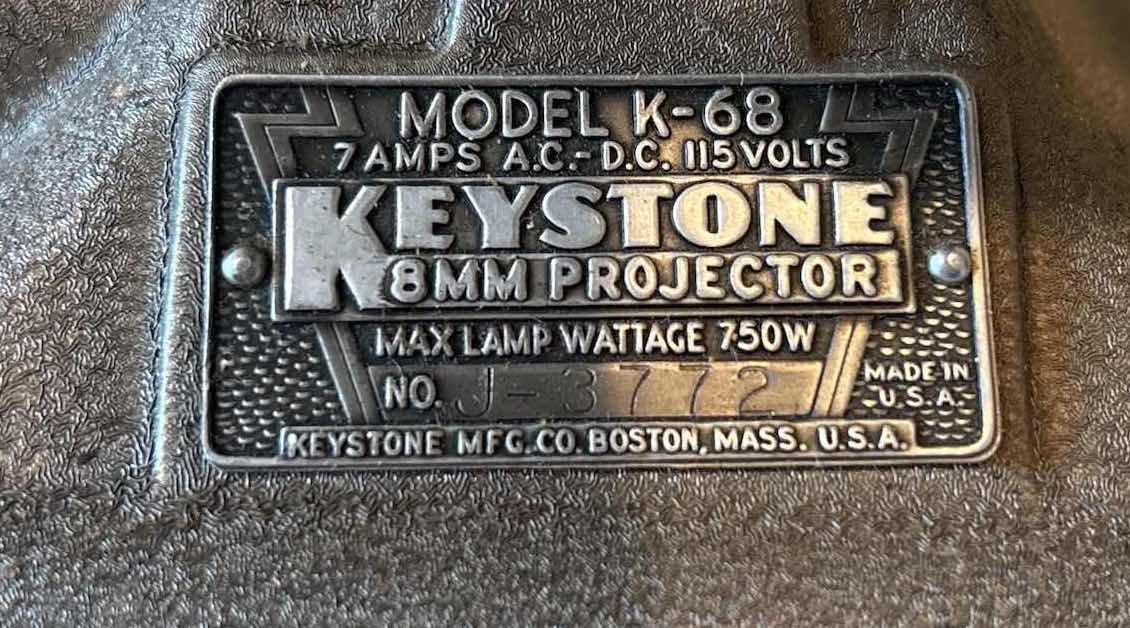 MODEL K-68
7 AMPS A.C.-D.C. 115 VOLTS
KEYSTONE
8MM PROJECTOR
MAX LAMP WATTAGE 750W
NO. J-3772
MADE IN
U.S.A.
KEYSTONE MFG. CO. BOSTON, MASS. U.S.A.